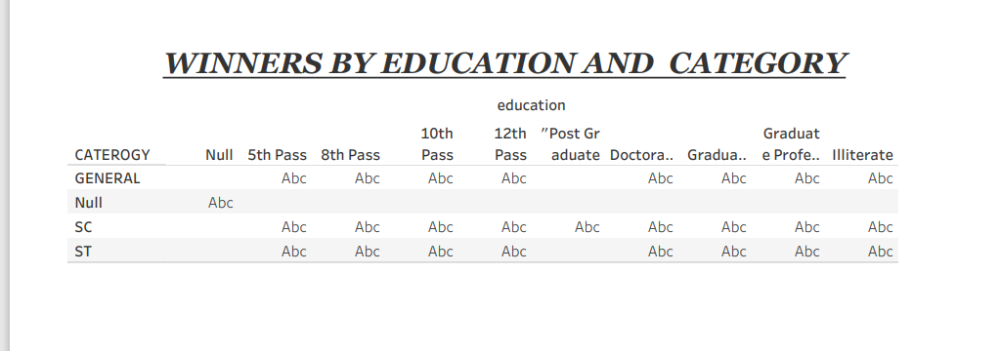 WINNERS BY EDUCATION AND CATEGORY
education
10th 12th "Post Gr Graduat
CATEROGY Null 5th Pass 8th Pass Pass Pass aduate Doctora.. Gradua.. e Profe.. Illiterate
GENERAL Abc Abc Abc Abc Abc Abc Abc Abc
Null Abc
SC Abc Abc Abc Abc Abc Abc Abc Abc Abc
ST Abc Abc Abc Abc Abc Abc Abc Abc